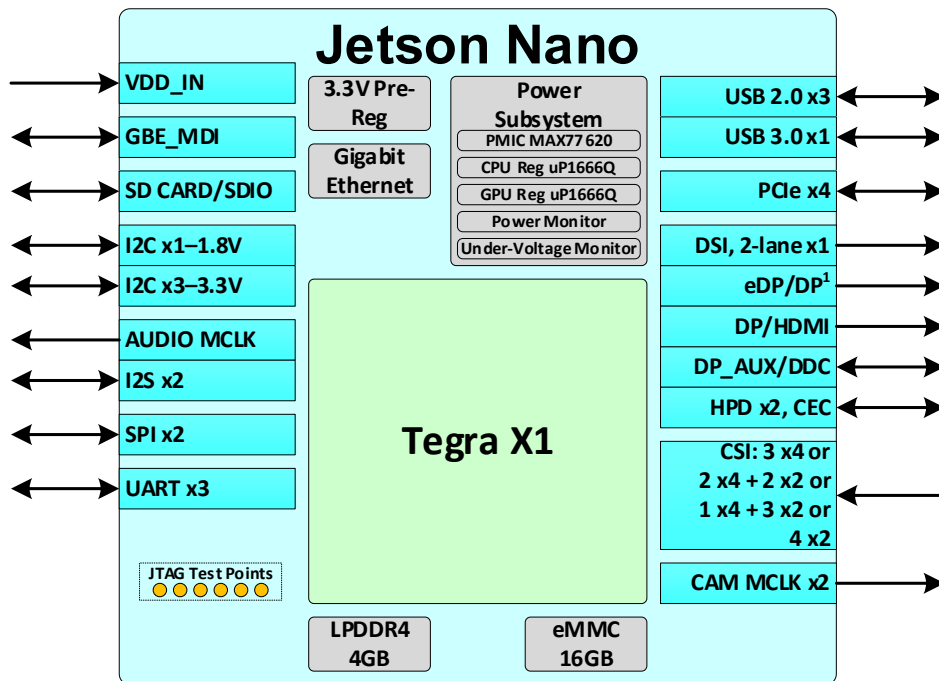 Jetson Nano
VDD_IN
GBE_MDI
SD CARD/SDIO
I2C x1–1.8V
I2C x3–3.3V
AUDIO MCLK
I2S x2
SPI x2
UART x3
JTAG Test Points
3.3V Pre-
Reg
Gigabit
Ethernet
Power
Subsystem
PMIC MAX77620
CPU Reg uP1666Q
GPU Reg uP1666Q
Power Monitor
Under-Voltage Monitor
Tegra X1
LPDDR4
4GB
eMMC
16GB
USB 2.0 x3
USB 3.0 x1
PCIe x4
DSI, 2-lane x1
eDP/DP¹
DP/HDMI
DP_AUX/DDC
HPD x2, CEC
CSI: 3 x4 or
2 x4 + 2 x2 or
1 x4 + 3 x2 or
4 x2
CAM MCLK x2